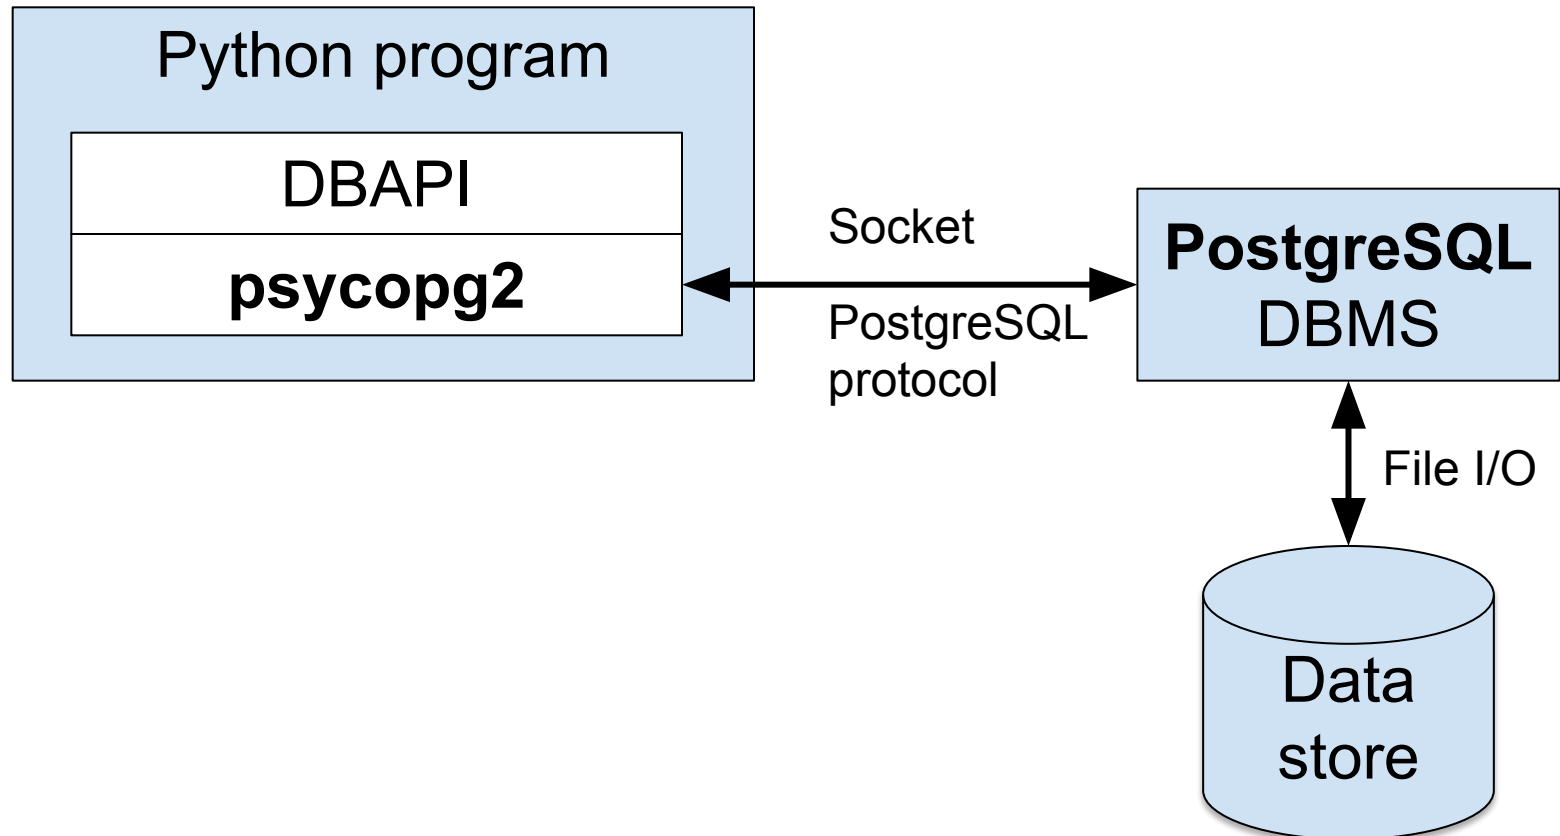 Python program
DBAPI
psycopg2
Socket
PostgreSQL
protocol
PostgreSQL
DBMS
File I/O
Data
store